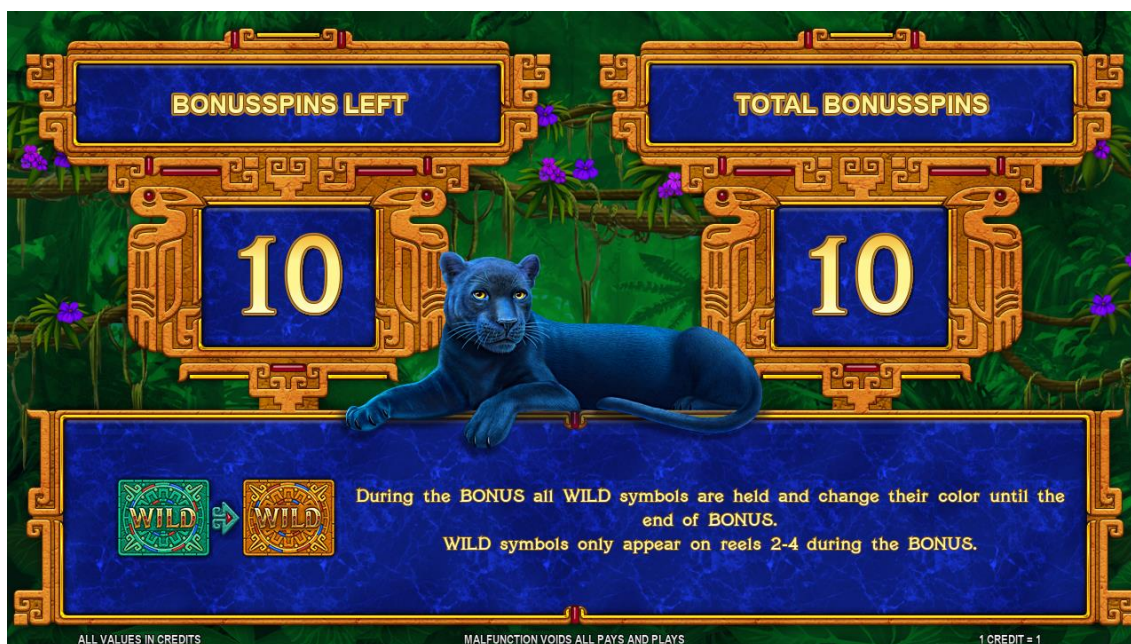 BONUSSPINS LEFT
TOTAL BONUSSPINS
10
10
WILD
WILD
During the BONUS all WILD symbols are held and change their color until the
end of BONUS.
WILD symbols only appear on reels 2-4 during the BONUS.
ALL VALUES IN CREDITS
MALFUNCTION VOIDS ALL PAYS AND PLAYS
1 CREDIT = 1